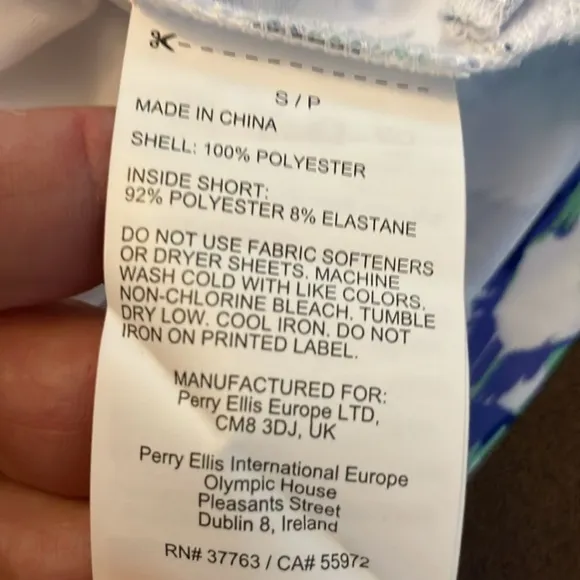 S / P
MADE IN CHINA
SHELL: 100% POLYESTER
INSIDE SHORT:
92% POLYESTER 8% ELASTANE
DO NOT USE FABRIC SOFTENERS
OR DRYER SHEETS. MACHINE
WASH COLD WITH LIKE COLORS.
NON-CHLORINE BLEACH. TUMBLE
DRY LOW. COOL IRON. DO NOT
IRON ON PRINTED LABEL.
MANUFACTURED FOR:
Perry Ellis Europe LTD,
CM8 3DJ, UK
Perry Ellis International Europe
Olympic House
Pleasants Street
Dublin 8, Ireland
RN# 37763 / CA# 55972